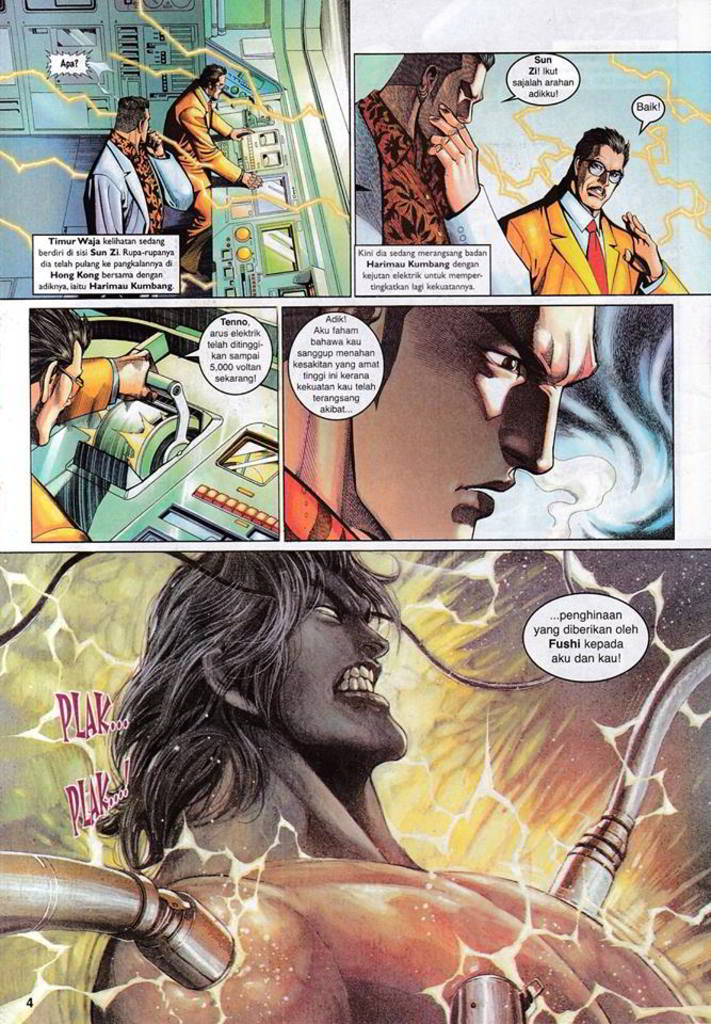 Apa?
Timur Waja kelihatan sedang
berdiri di sisi Sun Zi. Rupa-rupanya
dia telah pulang ke pangkalannya di
Hong Kong bersama dengan
adiknya, iaitu Harimau Kumbang.
Sun
Zi! Ikut
sajalah arahan
adikku!
Baik!
Kini dia sedang merangsang badan
Harimau Kumbang dengan
kejutan elektrik untuk memper-
tingkatkan lagi kekuatannya.
Tenno,
arus elektrik
telah ditinggi-
kan sampai
5,000 voltan
sekarang!
Adik!
Aku faham
bahawa kau
sanggup menahan
kesakitan yang amat
tinggi ini kerana
kekuatan kau telah
terangsang
akibat...
...penghinaan
yang diberikan oleh
Fushi kepada
aku dan kau!
PLAK...
PLAK...!
4